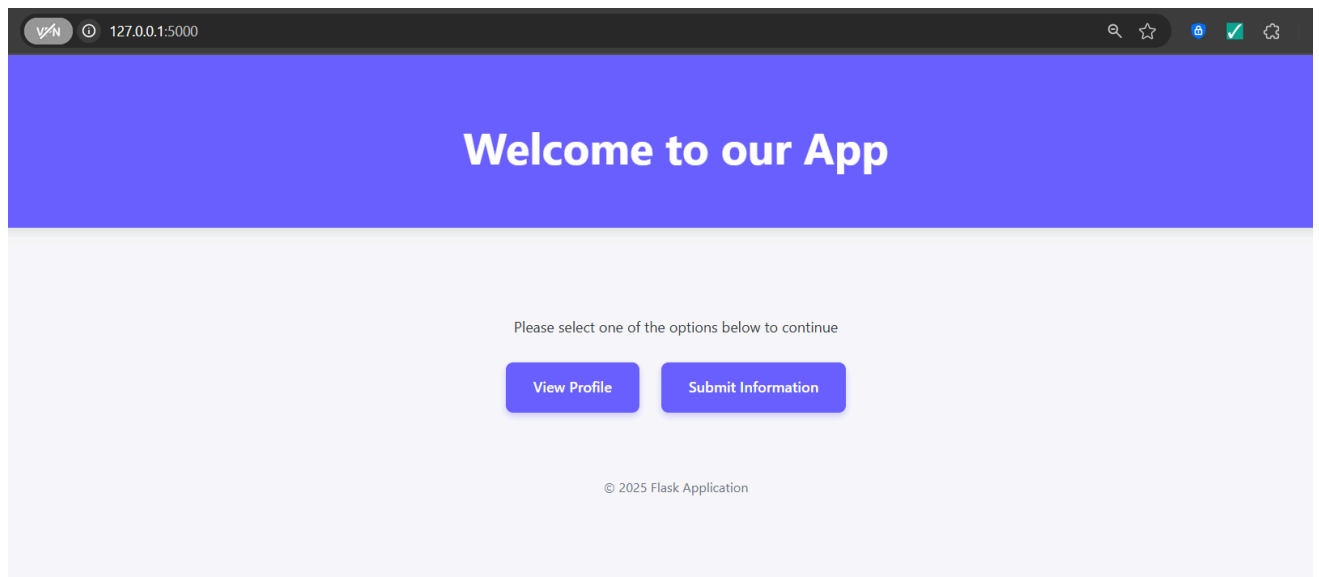 VPN 127.0.0.1:5000
Welcome to our App
Please select one of the options below to continue
View Profile Submit Information
© 2025 Flask Application